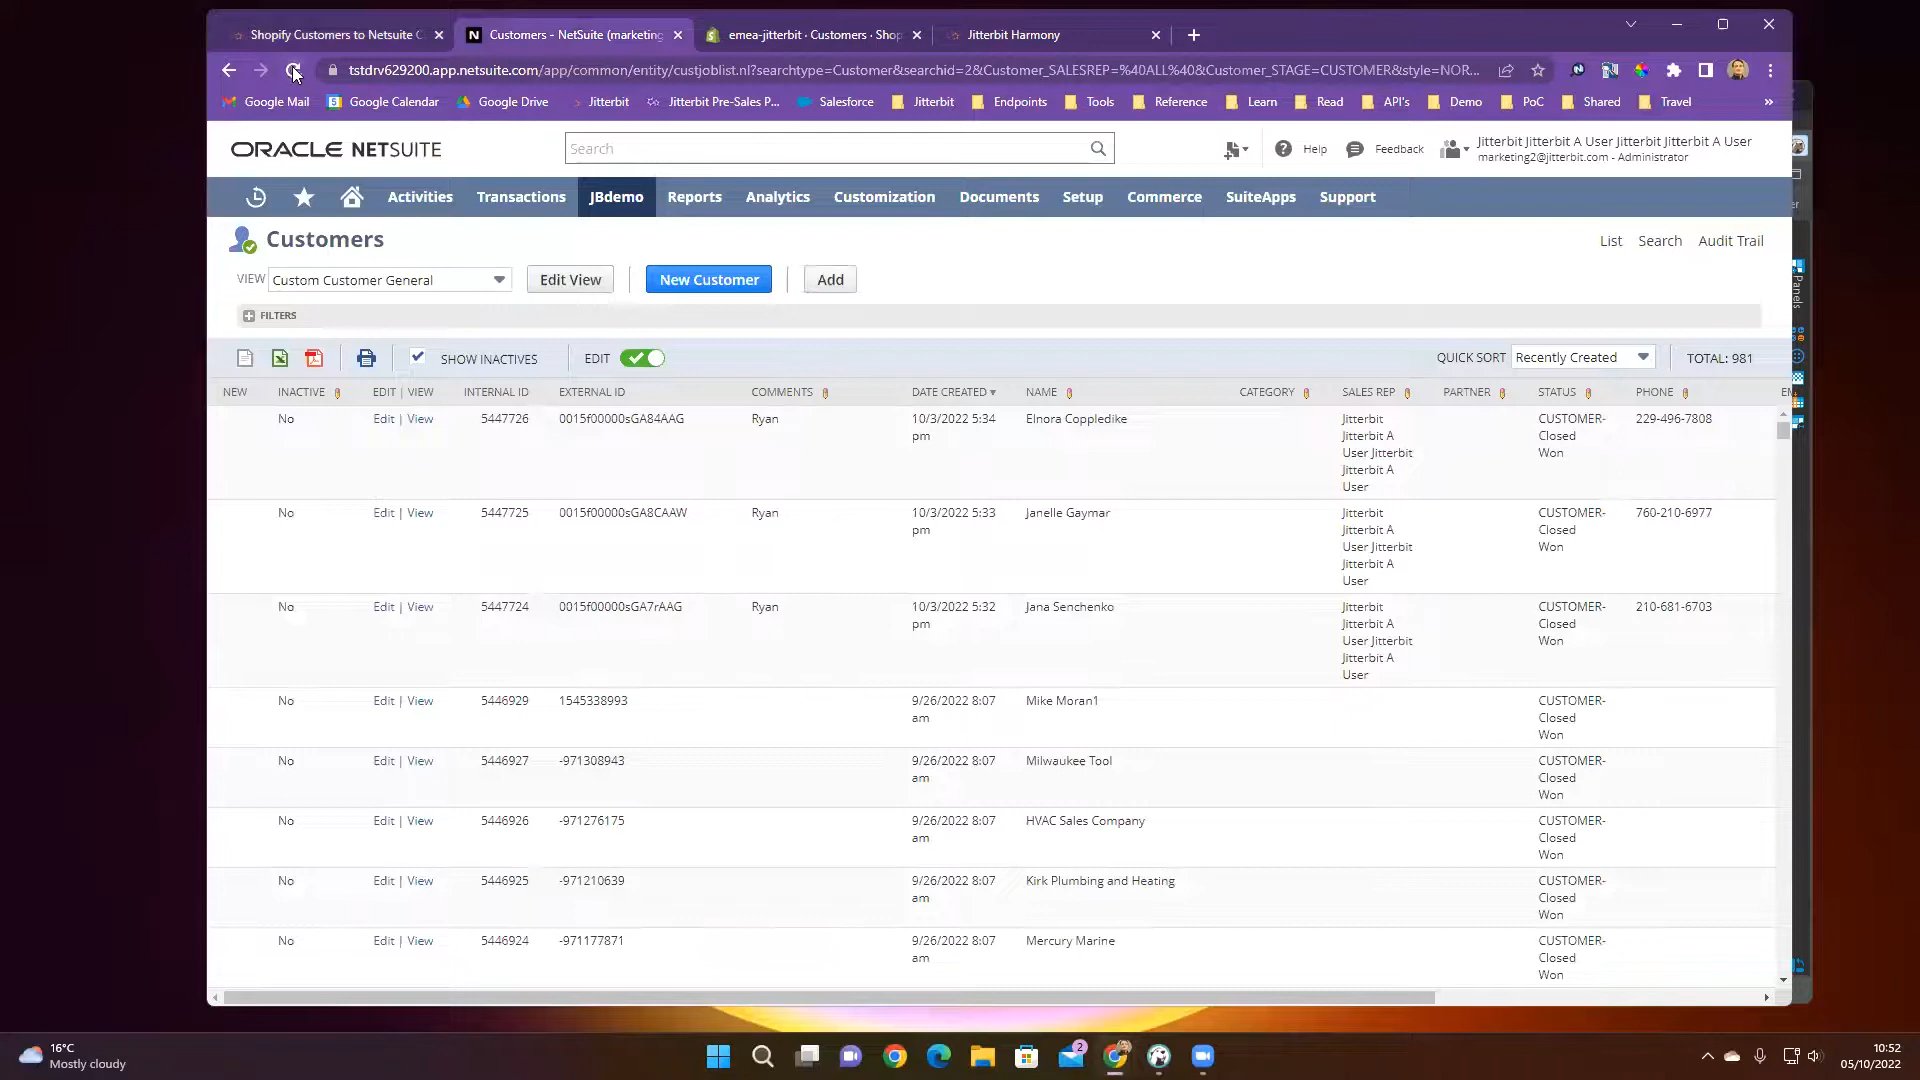 Shopify Customers to Netsuite C
Customers - NetSuite (marketing
emea-jitterbit · Customers · Shop
Jitterbit Harmony
tstdrv629200.app.netsuite.com/app/common/entity/custjoblist.nl?searchtype=Customer&searchid=2&Customer_SALESREP=%40ALL%40&Customer_STAGE=CUSTOMER&style=NOR...
Google Mail Google Calendar Google Drive Jitterbit Jitterbit Pre-Sales P... Salesforce Jitterbit Endpoints Tools Reference Learn Read API's Demo PoC Shared Travel »
ORACLE NETSUITE
Search
Help
Feedback
Jitterbit Jitterbit A User Jitterbit Jitterbit A User
marketing2@jitterbit.com - Administrator
Activities Transactions JBdemo Reports Analytics Customization Documents Setup Commerce SuiteApps Support
Customers
List Search Audit Trail
VIEW Custom Customer General Edit View New Customer Add
FILTERS
SHOW INACTIVES EDIT QUICK SORT Recently Created TOTAL: 981
NEW INACTIVE EDIT | VIEW INTERNAL ID EXTERNAL ID COMMENTS DATE CREATED NAME CATEGORY SALES REP PARTNER STATUS PHONE EM
No Edit | View 5447726 0015f00000sGA84AAG Ryan 10/3/2022 5:34 Elnora Coppledike Jitterbit CUSTOMER- 229-496-7808
pm Jitterbit A Closed
User Jitterbit Won
Jitterbit A
User
No Edit | View 5447725 0015f00000sGA8CAAW Ryan 10/3/2022 5:33 Janelle Gaymar Jitterbit CUSTOMER- 760-210-6977
pm Jitterbit A Closed
User Jitterbit Won
Jitterbit A
User
No Edit | View 5447724 0015f00000sGA7rAAG Ryan 10/3/2022 5:32 Jana Senchenko Jitterbit CUSTOMER- 210-681-6703
pm Jitterbit A Closed
User Jitterbit Won
Jitterbit A
User
No Edit | View 5446929 1545338993 9/26/2022 8:07 Mike Moran1 CUSTOMER-
am Closed
Won
No Edit | View 5446927 -971308943 9/26/2022 8:07 Milwaukee Tool CUSTOMER-
am Closed
Won
No Edit | View 5446926 -971276175 9/26/2022 8:07 HVAC Sales Company CUSTOMER-
am Closed
Won
No Edit | View 5446925 -971210639 9/26/2022 8:07 Kirk Plumbing and Heating CUSTOMER-
am Closed
Won
No Edit | View 5446924 -971177871 9/26/2022 8:07 Mercury Marine CUSTOMER-
am Closed
Won
Panels
16°C
Mostly cloudy
2
10:52
05/10/2022